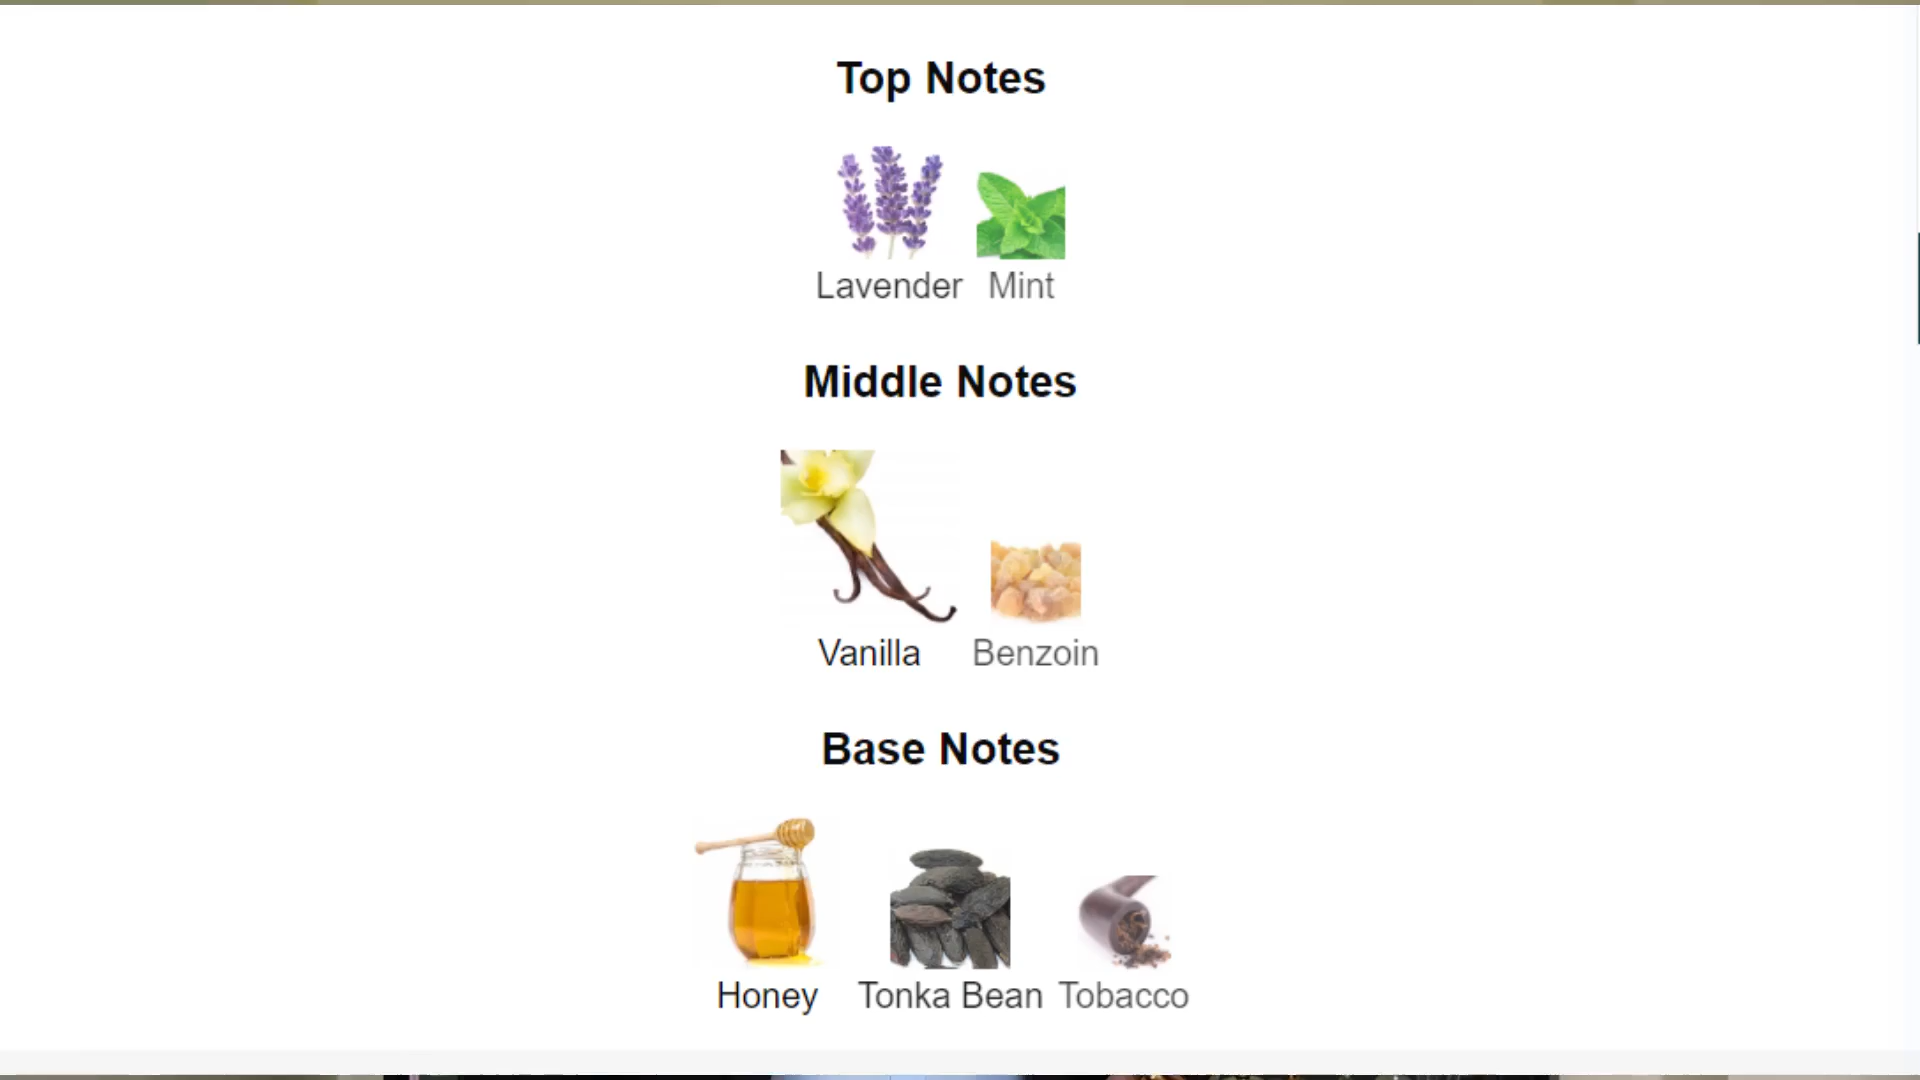 Top Notes
Lavender Mint
Middle Notes
Vanilla Benzoin
Base Notes
Honey Tonka Bean Tobacco